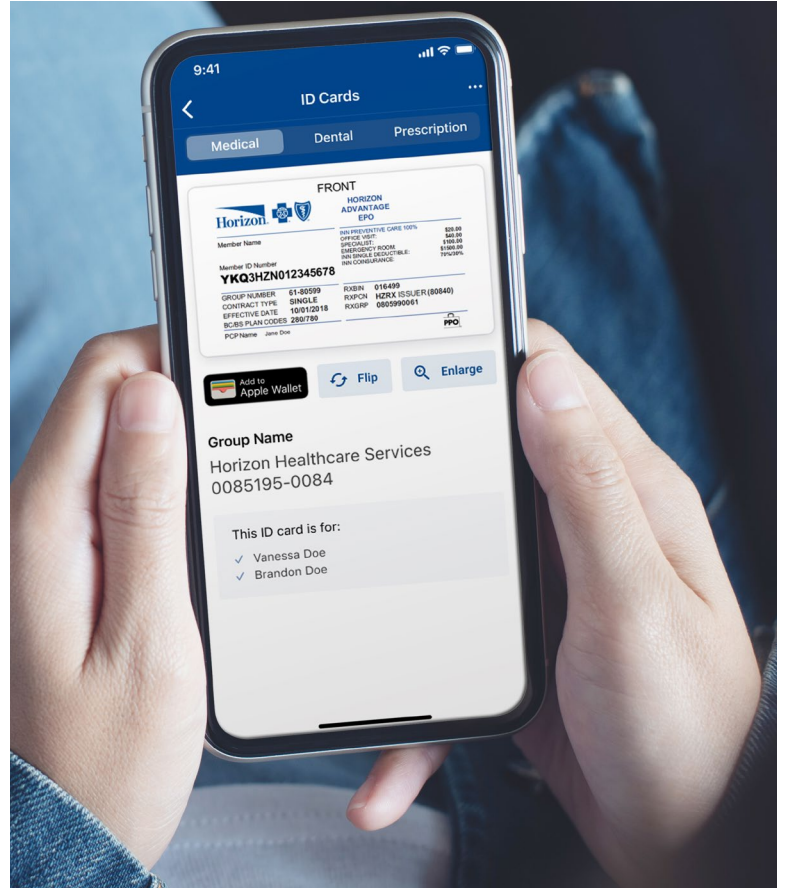 9:41
ID Cards
Medical Dental Prescription
FRONT
Horizon
HORIZON
ADVANTAGE
EPO
Member Name
INN PREVENTIVE CARE 100%
OFFICE VISIT: $20.00
SPECIALIST: $40.00
EMERGENCY ROOM: $100.00
INN SINGLE DEDUCTIBLE: $1500.00
INN COINSURANCE: 70%/30%
Member ID Number
YKQ3HZN012345678
GROUP NUMBER 61-80599
CONTRACT TYPE SINGLE
EFFECTIVE DATE 10/01/2018
BC/BS PLAN CODES 280/780
RXBIN 016499
RXPCN HZRX ISSUER (80840)
RXGRP 0805990061
PCP Name Jane Doe
PPO
Add to
Apple Wallet
Flip
Enlarge
Group Name
Horizon Healthcare Services
0085195-0084
This ID card is for:
Vanessa Doe
Brandon Doe